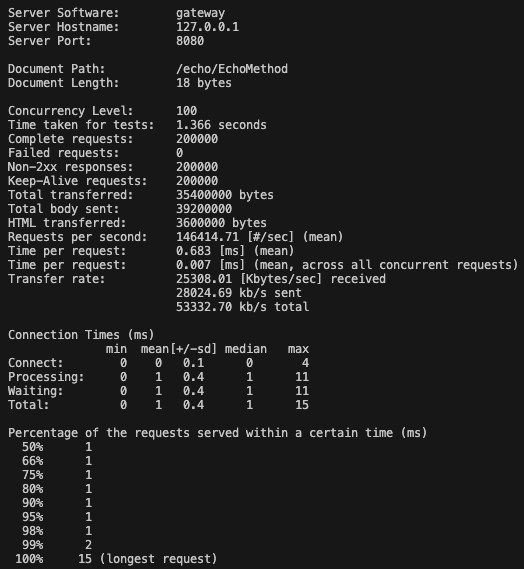 Server Software:        gateway
Server Hostname:        127.0.0.1
Server Port:            8080

Document Path:          /echo/EchoMethod
Document Length:        18 bytes

Concurrency Level:      100
Time taken for tests:   1.366 seconds
Complete requests:      200000
Failed requests:        0
Non-2xx responses:      200000
Keep-Alive requests:    200000
Total transferred:      35400000 bytes
Total body sent:        39200000
HTML transferred:       3600000 bytes
Requests per second:    146414.71 [#/sec] (mean)
Time per request:       0.683 [ms] (mean)
Time per request:       0.007 [ms] (mean, across all concurrent requests)
Transfer rate:          25308.01 [Kbytes/sec] received
                        28024.69 kb/s sent
                        53332.70 kb/s total

Connection Times (ms)
              min  mean[+/-sd] median   max
Connect:        0    0   0.1      0       4
Processing:     0    1   0.4      1      11
Waiting:        0    1   0.4      1      11
Total:          0    1   0.4      1      15

Percentage of the requests served within a certain time (ms)
  50%      1
  66%      1
  75%      1
  80%      1
  90%      1
  95%      1
  98%      1
  99%      2
 100%     15 (longest request)